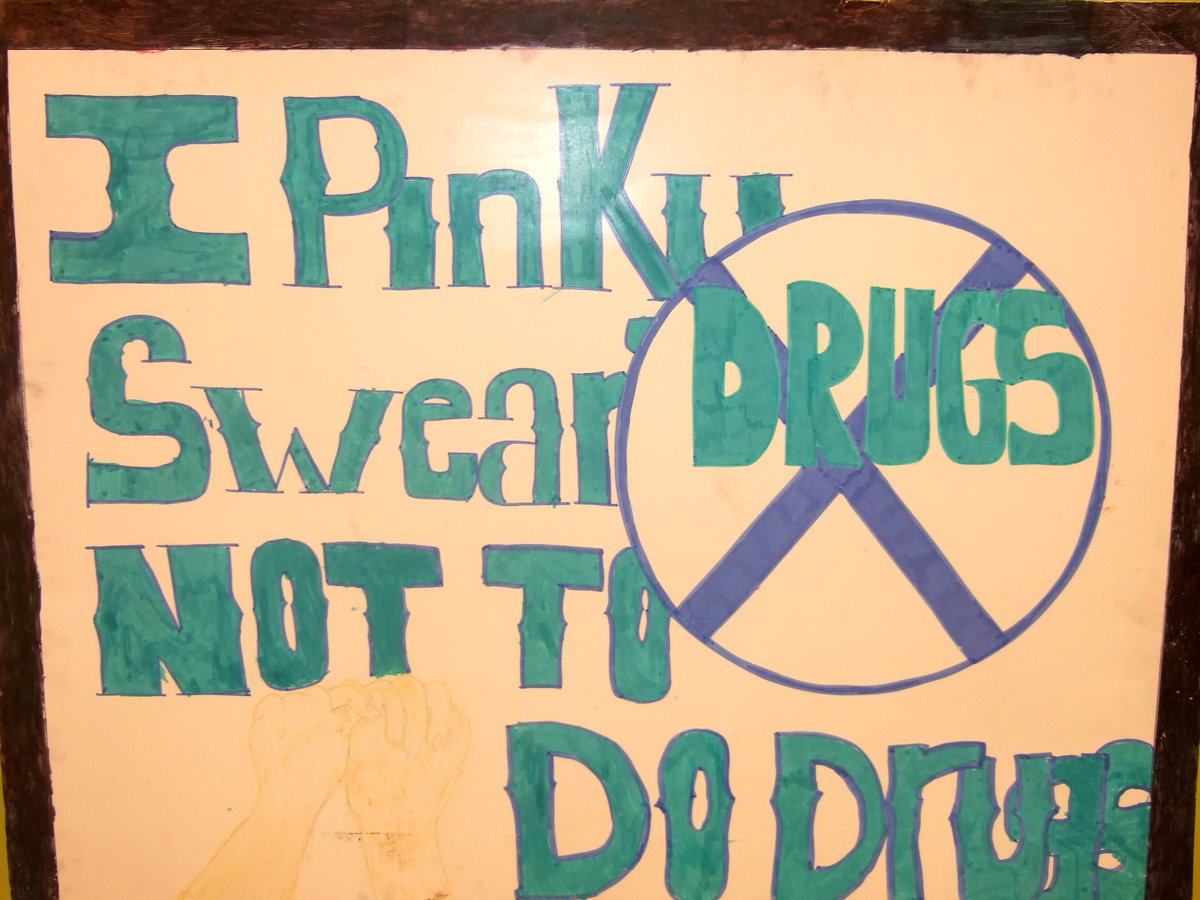 I Pinky
DRUGS
Swear
NOT TO
Do Drugs